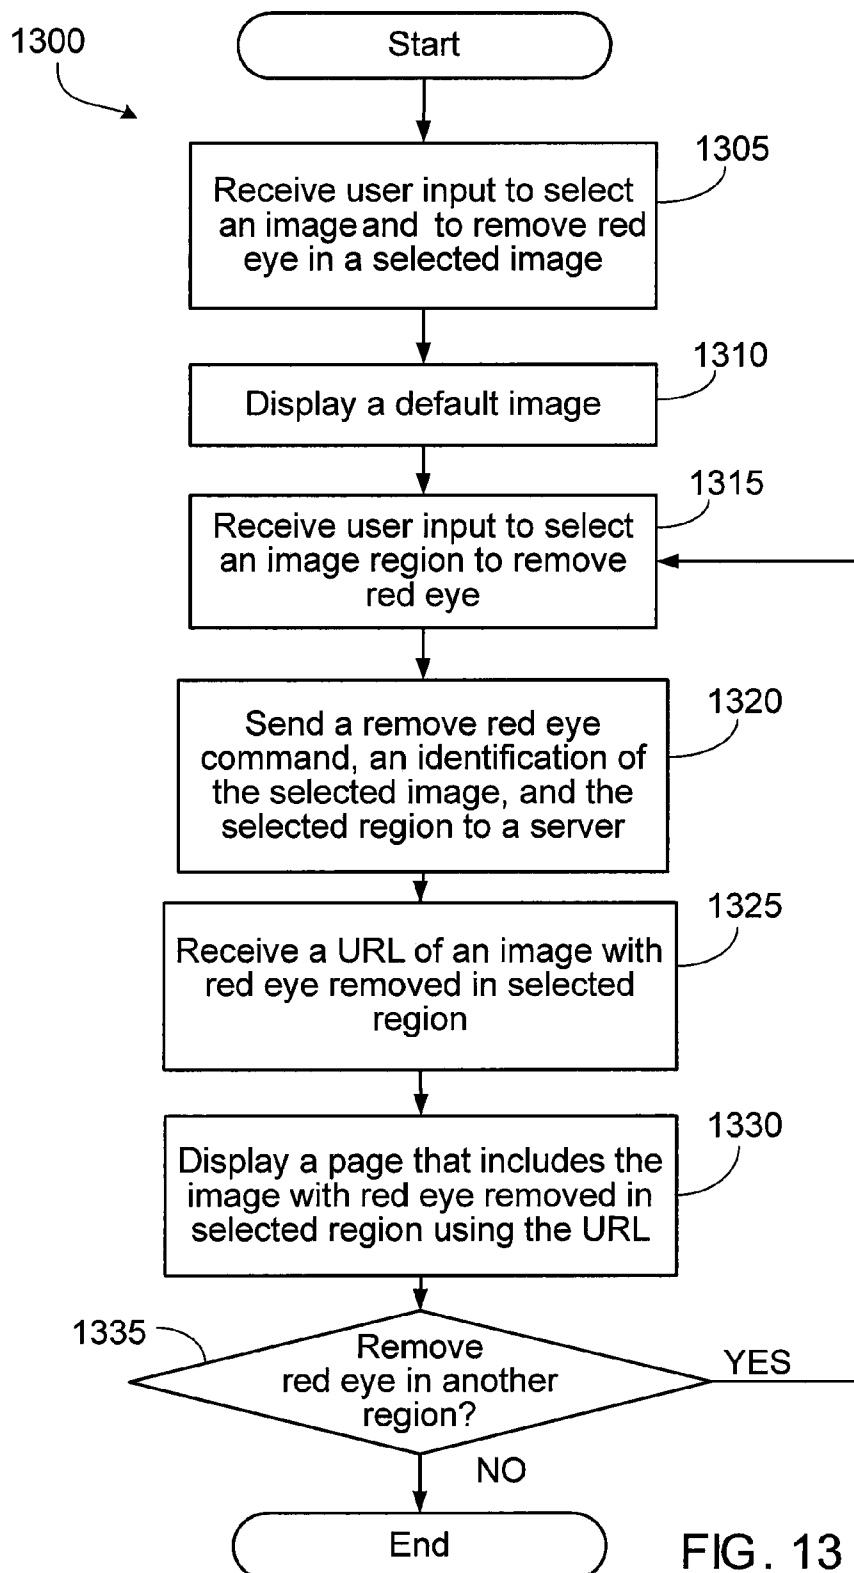 1300
Start
1305
Receive user input to select
an image and to remove red
eye in a selected image
1310
Display a default image
1315
Receive user input to select
an image region to remove
red eye
1320
Send a remove red eye
command, an identification of
the selected image, and the
selected region to a server
1325
Receive a URL of an image with
red eye removed in selected
region
1330
Display a page that includes the
image with red eye removed in
selected region using the URL
1335
Remove
red eye in another
region?
YES
NO
End
FIG. 13